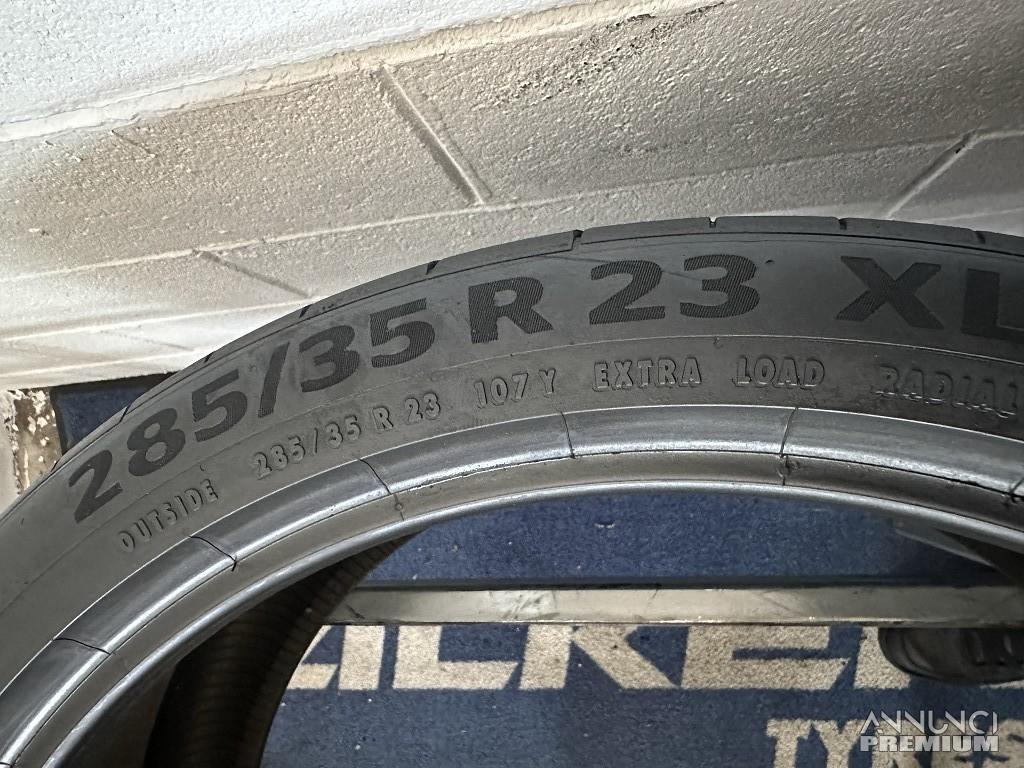 285/35 R 23 XL
OUTSIDE 285/35 R 23 107 Y EXTRA LOAD RADIAL
ANNUNCI
PREMIUM